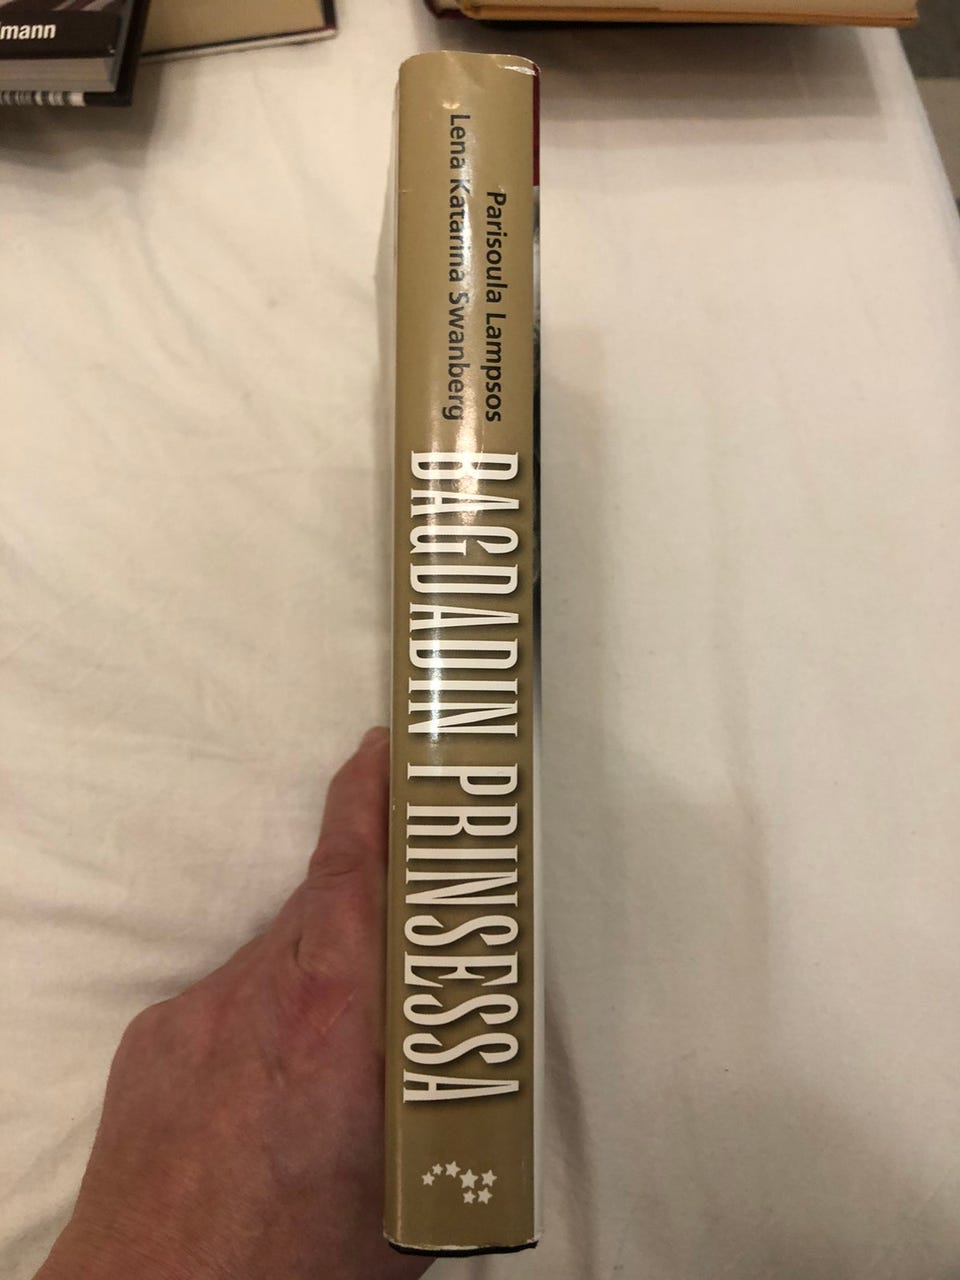 mann
Parisoula Lampsos
Lena Katarina Swanberg
BAGDADIN PRINSESSA